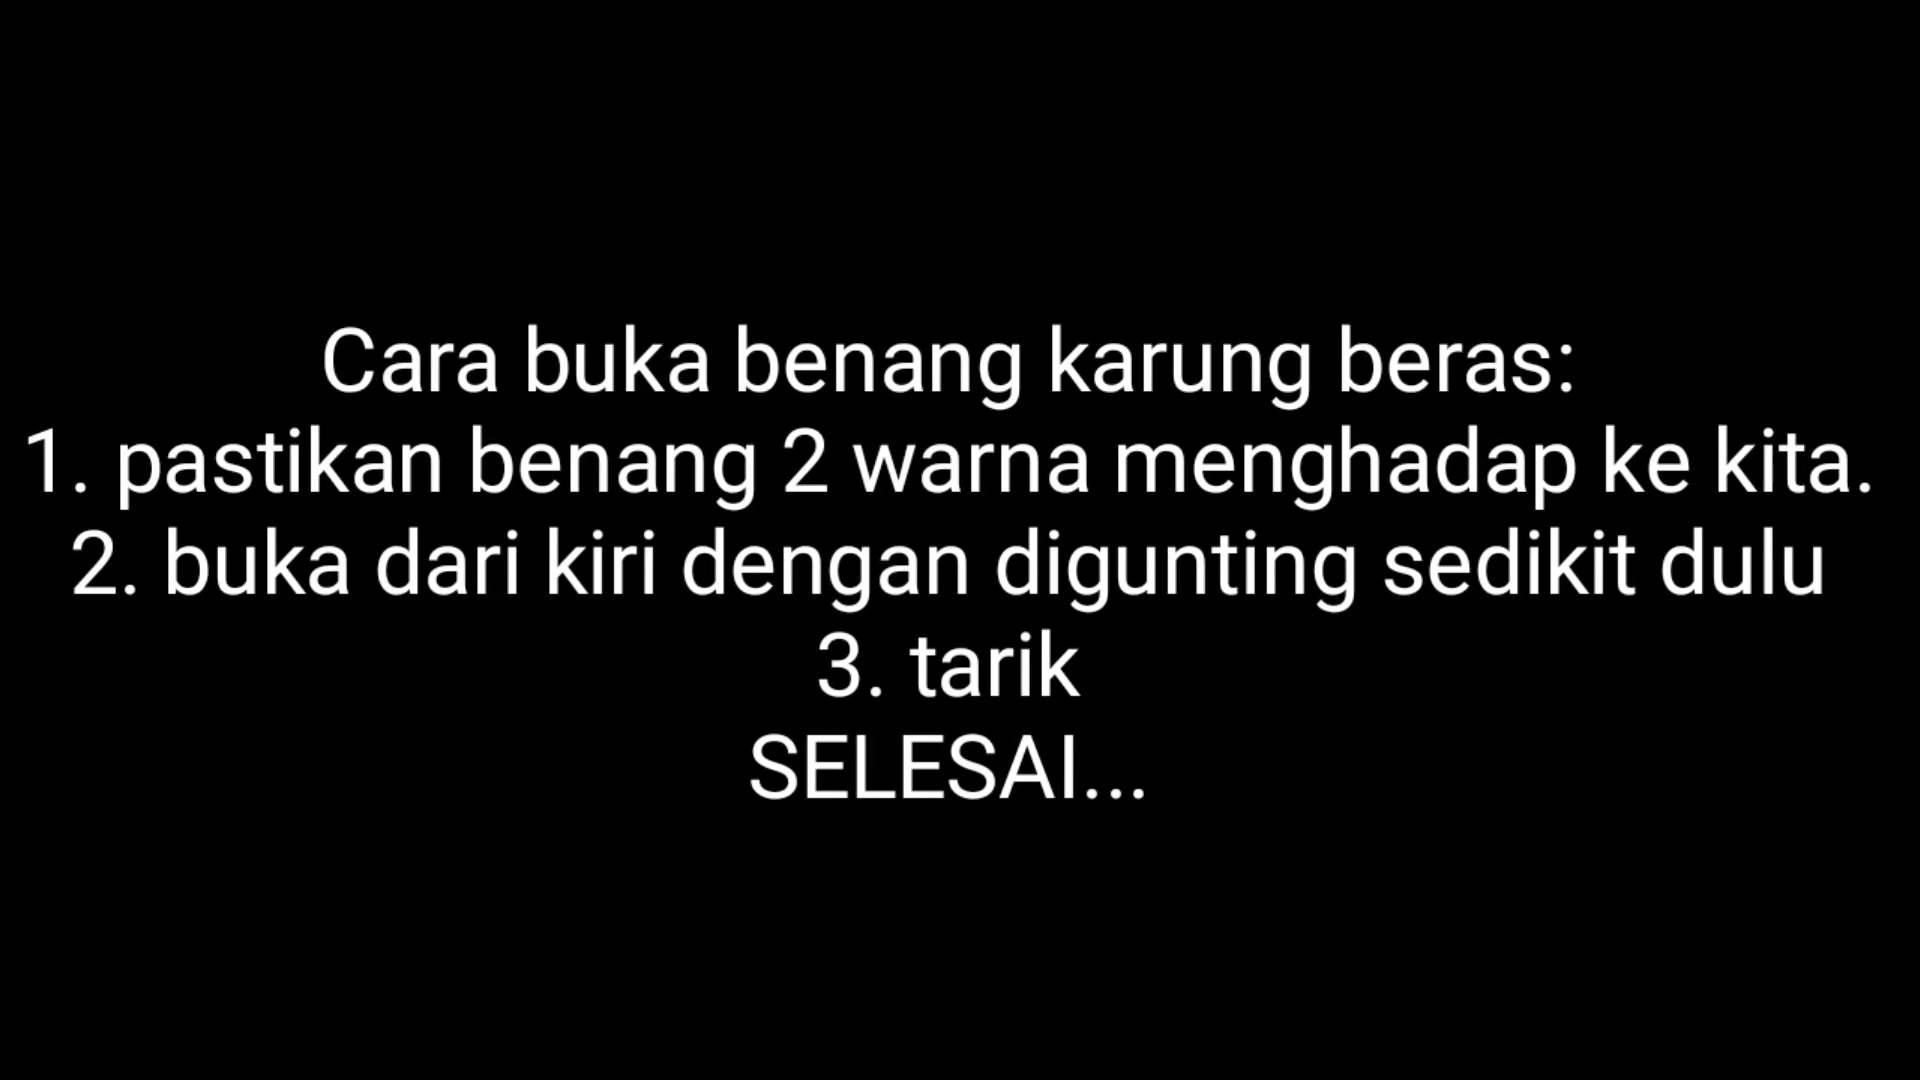 Cara buka benang karung beras:
1. pastikan benang 2 warna menghadap ke kita.
2. buka dari kiri dengan digunting sedikit dulu
3. tarik
SELESAI...